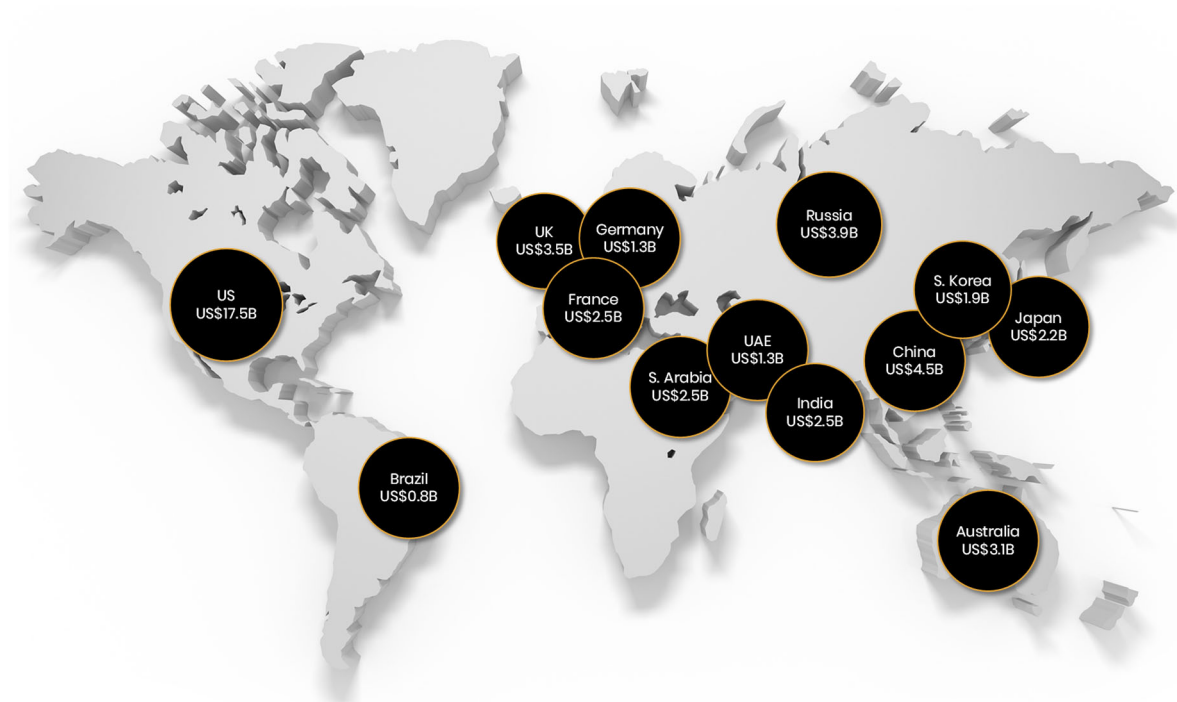 US
US$17.5B
Brazil
US$0.8B
UK
US$3.5B
Germany
US$1.3B
France
US$2.5B
Russia
US$3.9B
S. Arabia
US$2.5B
UAE
US$1.3B
India
US$2.5B
S. Korea
US$1.9B
Japan
US$2.2B
China
US$4.5B
Australia
US$3.1B